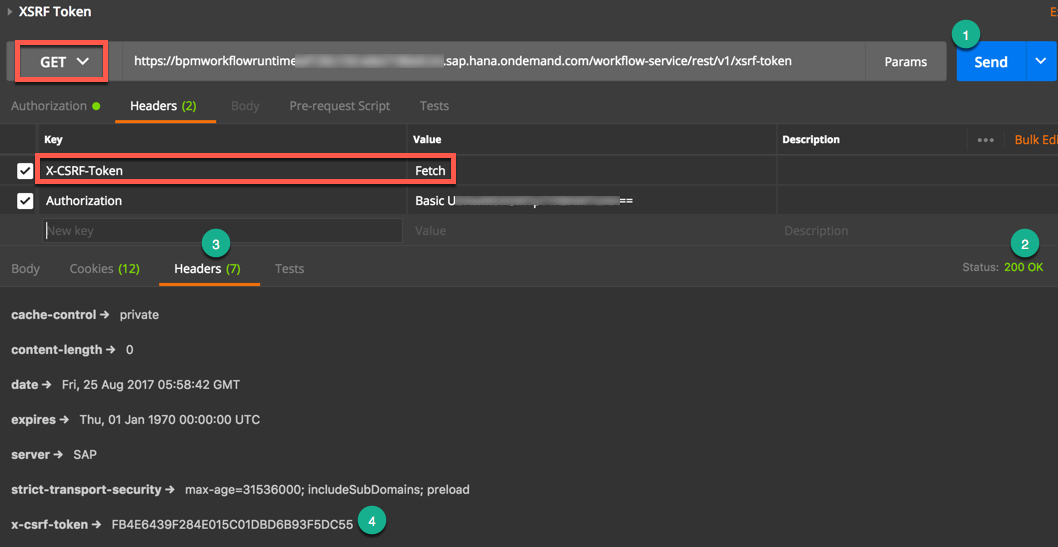 XSRF Token
1
GET https://bpmworkflowruntime .sap.hana.ondemand.com/workflow-service/rest/v1/xsrf-token Params Send
Authorization Headers (2) Body Pre-request Script Tests
Key Value Description ••• Bulk Edi
X-CSRF-Token Fetch
Authorization Basic U ==
New key Value Description
3 2
Body Cookies (12) Headers (7) Tests Status: 200 OK
cache-control → private
content-length → 0
date → Fri, 25 Aug 2017 05:58:42 GMT
expires → Thu, 01 Jan 1970 00:00:00 UTC
server → SAP
strict-transport-security → max-age=31536000; includeSubDomains; preload
x-csrf-token → FB4E6439F284E015C01DBD6B93F5DC55 4